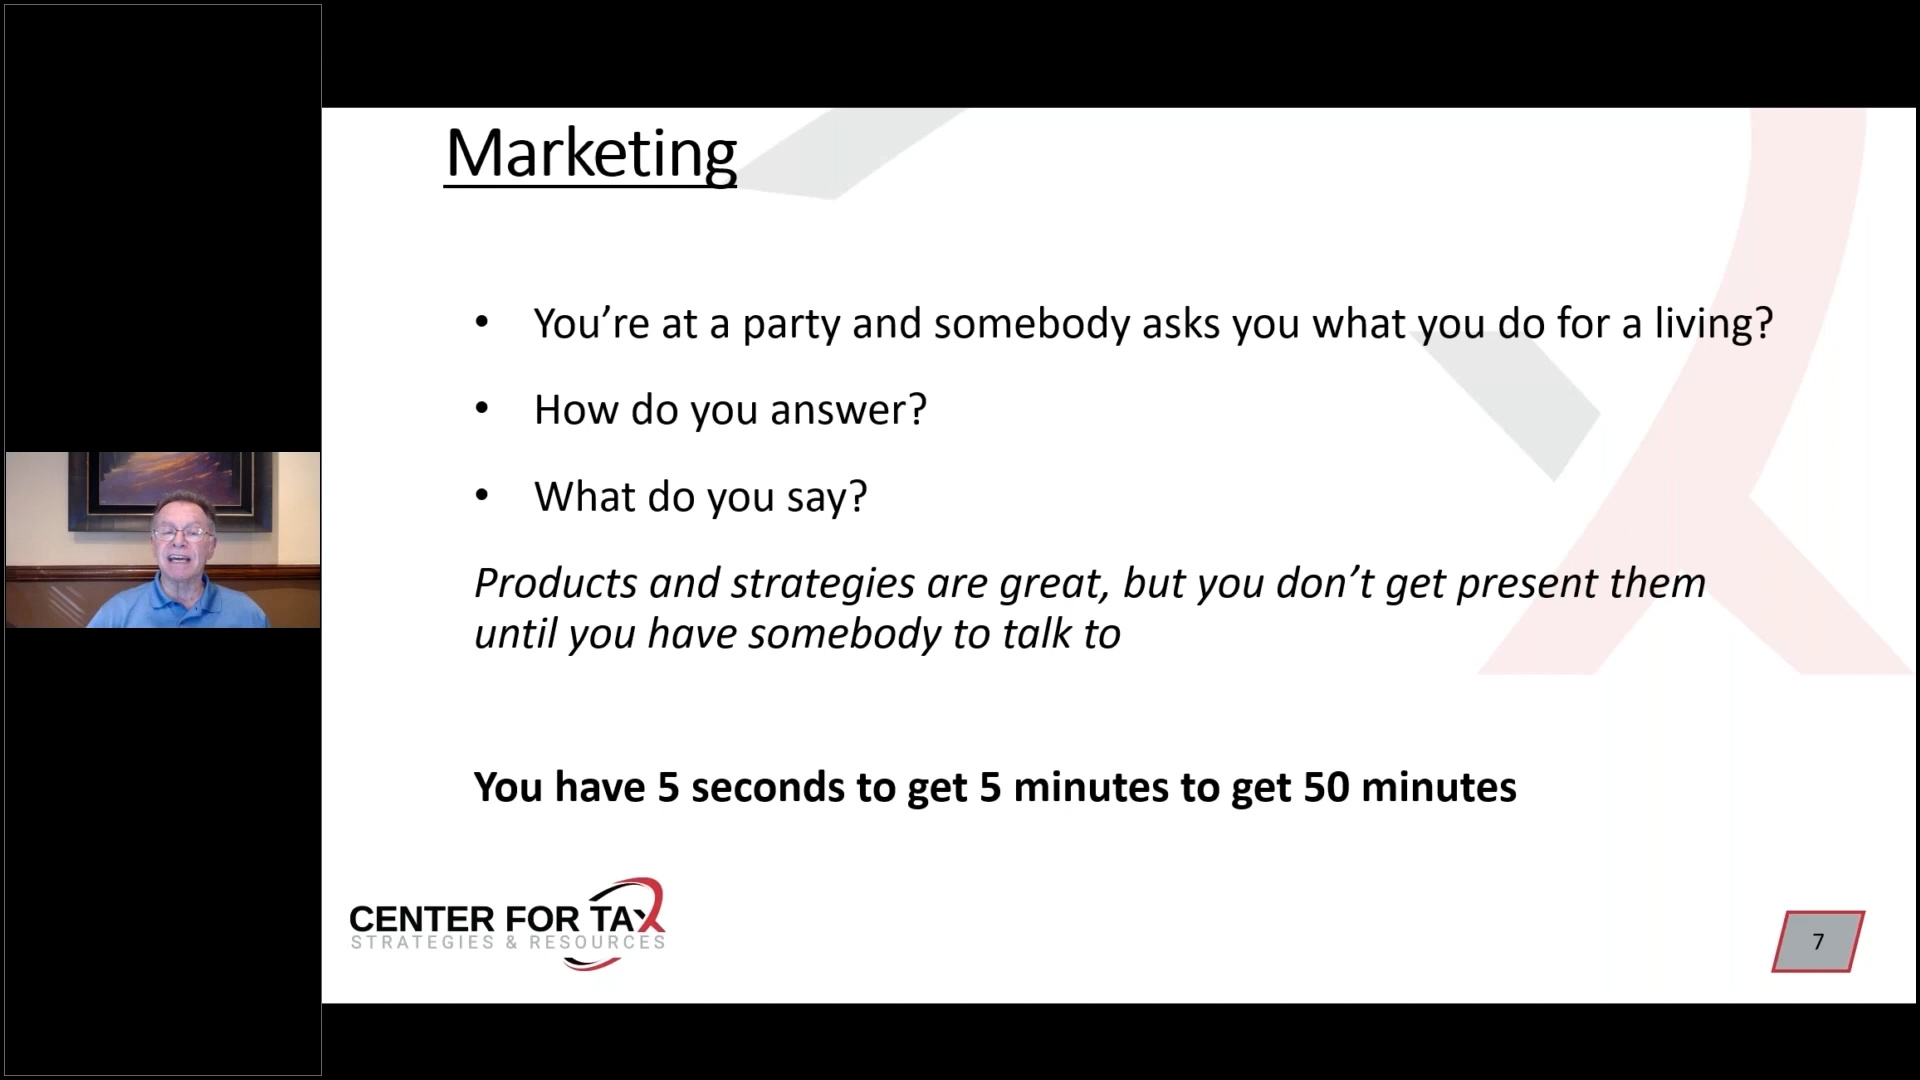 Marketing
• You’re at a party and somebody asks you what you do for a living?
• How do you answer?
• What do you say?
Products and strategies are great, but you don’t get present them
until you have somebody to talk to
You have 5 seconds to get 5 minutes to get 50 minutes
CENTER FOR TAX
STRATEGIES & RESOURCES
7